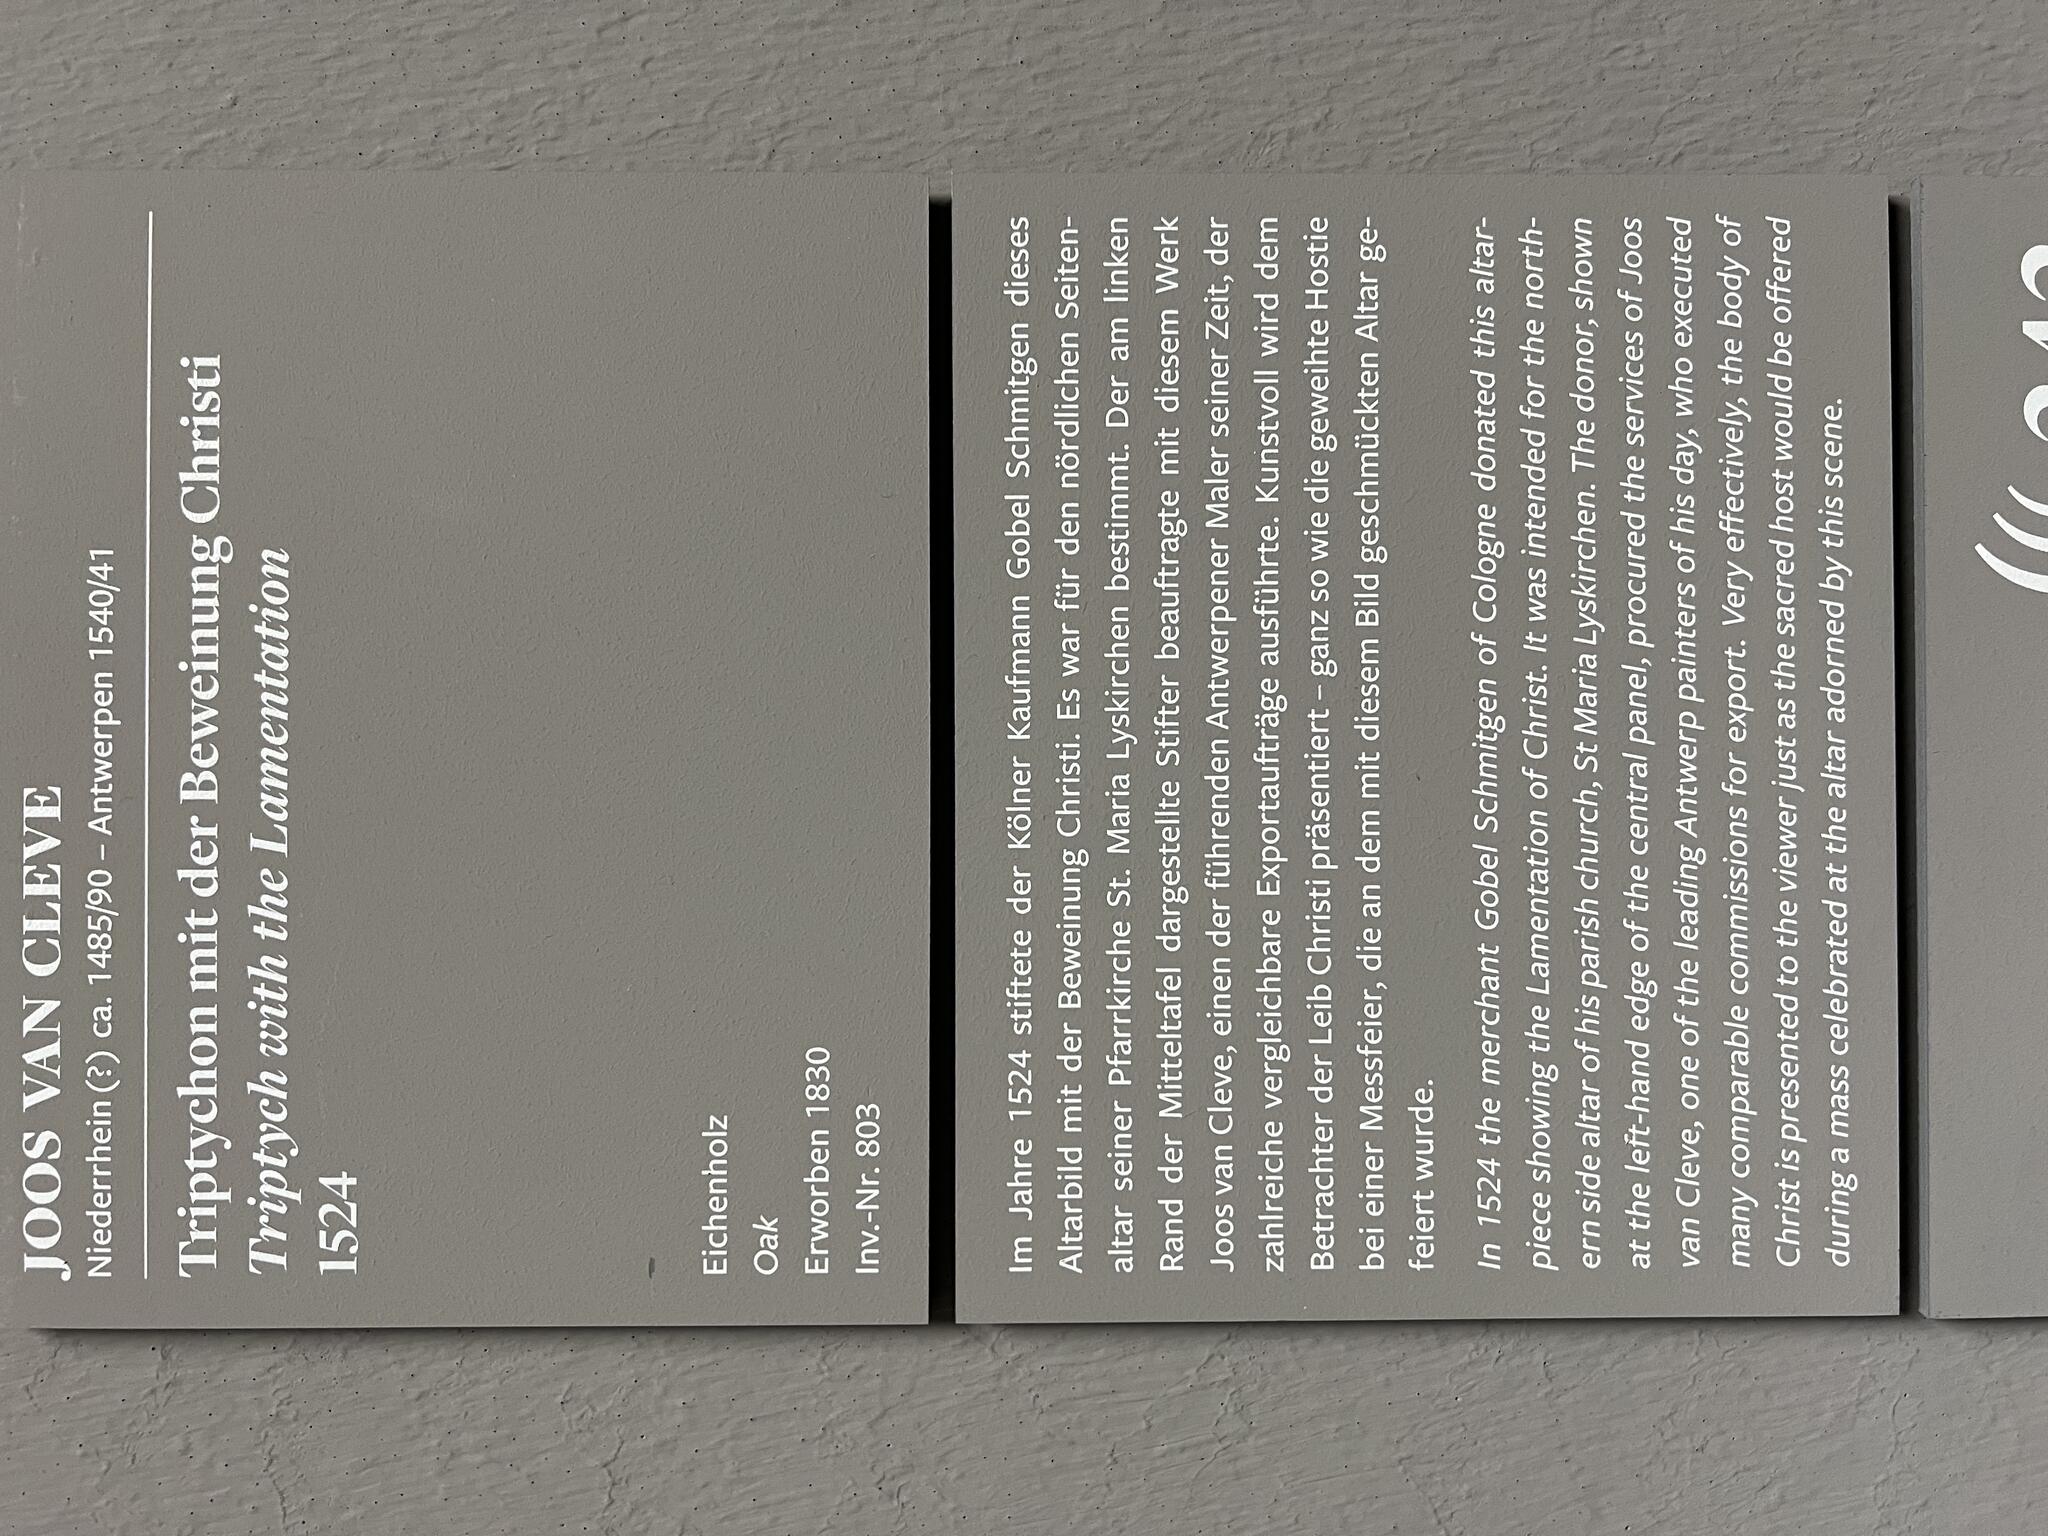 JOOS VAN CLEVE
Niederrhein (?) ca. 1485/90 – Antwerpen 1540/41
Triptychon mit der Beweinung Christi
Triptych with the Lamentation
1524
Eichenholz
Oak
Erworben 1830
Inv.-Nr. 803
Im Jahre 1524 stiftete der Kölner Kaufmann Gobel Schmitgen dieses
Altarbild mit der Beweinung Christi. Es war für den nördlichen Seiten-
altar seiner Pfarrkirche St. Maria Lyskirchen bestimmt. Der am linken
Rand der Mitteltafel dargestellte Stifter beauftragte mit diesem Werk
Joos van Cleve, einen der führenden Antwerpener Maler seiner Zeit, der
zahlreiche vergleichbare Exportaufträge ausführte. Kunstvoll wird dem
Betrachter der Leib Christi präsentiert – ganz so wie die geweihte Hostie
bei einer Messfeier, die an dem mit diesem Bild geschmückten Altar ge-
feiert wurde.
In 1524 the merchant Gobel Schmitgen of Cologne donated this altar-
piece showing the Lamentation of Christ. It was intended for the north-
ern side altar of his parish church, St Maria Lyskirchen. The donor, shown
at the left-hand edge of the central panel, procured the services of Joos
van Cleve, one of the leading Antwerp painters of his day, who executed
many comparable commissions for export. Very effectively, the body of
Christ is presented to the viewer just as the sacred host would be offered
during a mass celebrated at the altar adorned by this scene.